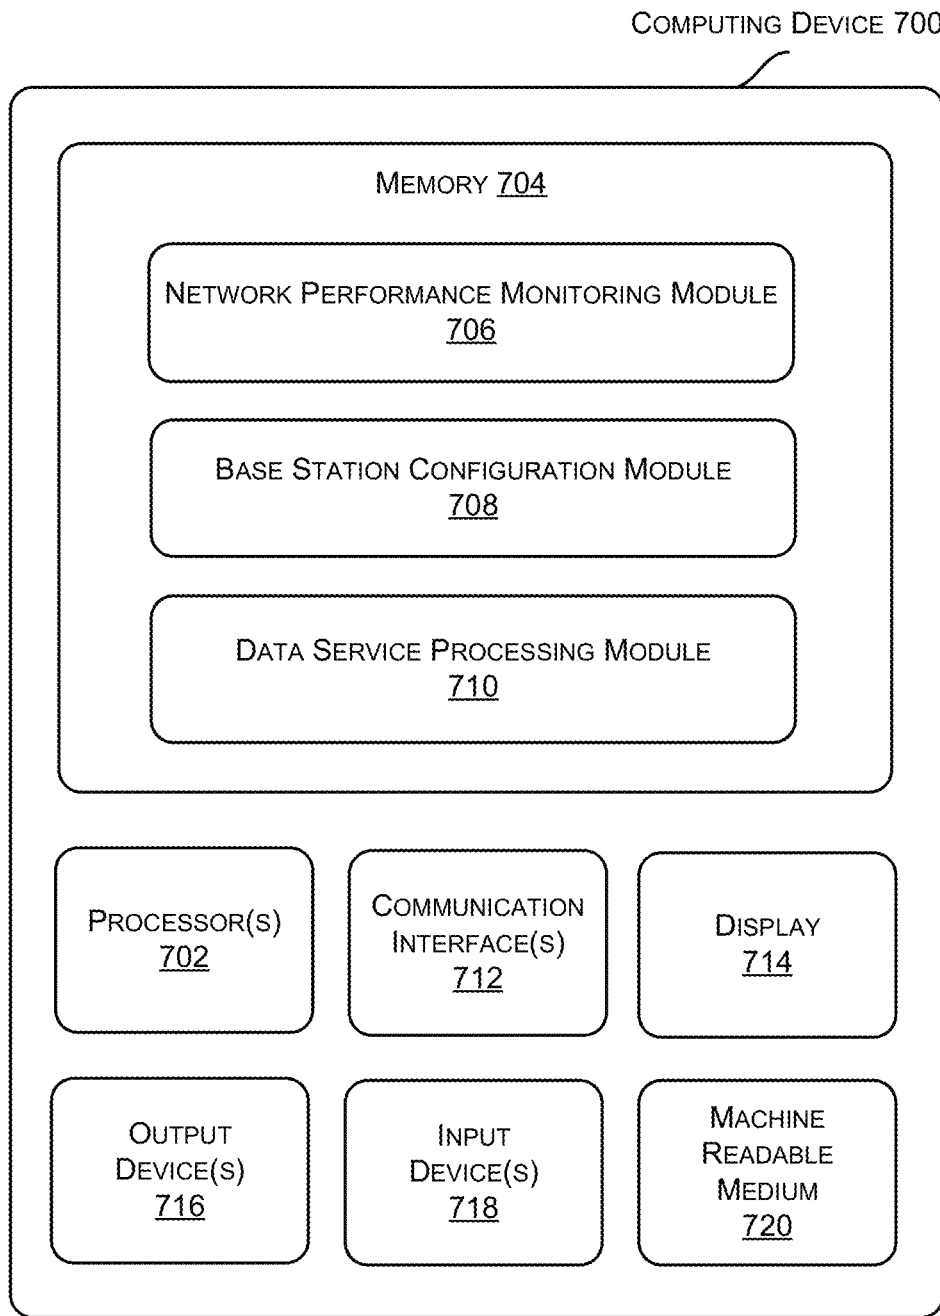 COMPUTING DEVICE 700
MEMORY 704
NETWORK PERFORMANCE MONITORING MODULE
706
BASE STATION CONFIGURATION MODULE
708
DATA SERVICE PROCESSING MODULE
710
PROCESSOR(S)
702
COMMUNICATION
INTERFACE(S)
712
DISPLAY
714
OUTPUT
DEVICE(S)
716
INPUT
DEVICE(S)
718
MACHINE
READABLE
MEDIUM
720